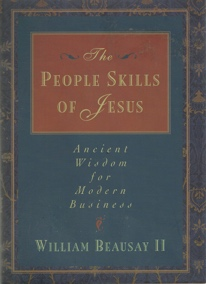 The
PEOPLE SKILLS
OF JESUS
Ancient
Wisdom
for
Modern
Business
WILLIAM BEAUSAY II